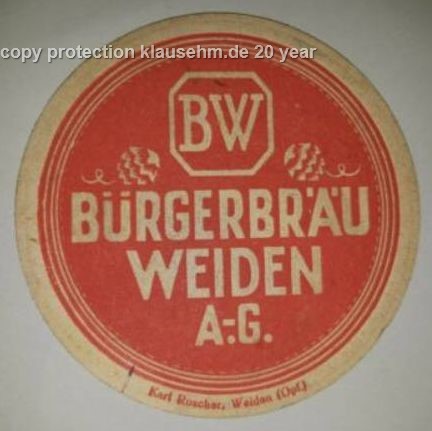 copy protection klausehm.de 20 year
BW
BÜRGERBRÄU
WEIDEN
A.-G.
Karl Roscher, Weiden (Opf.)